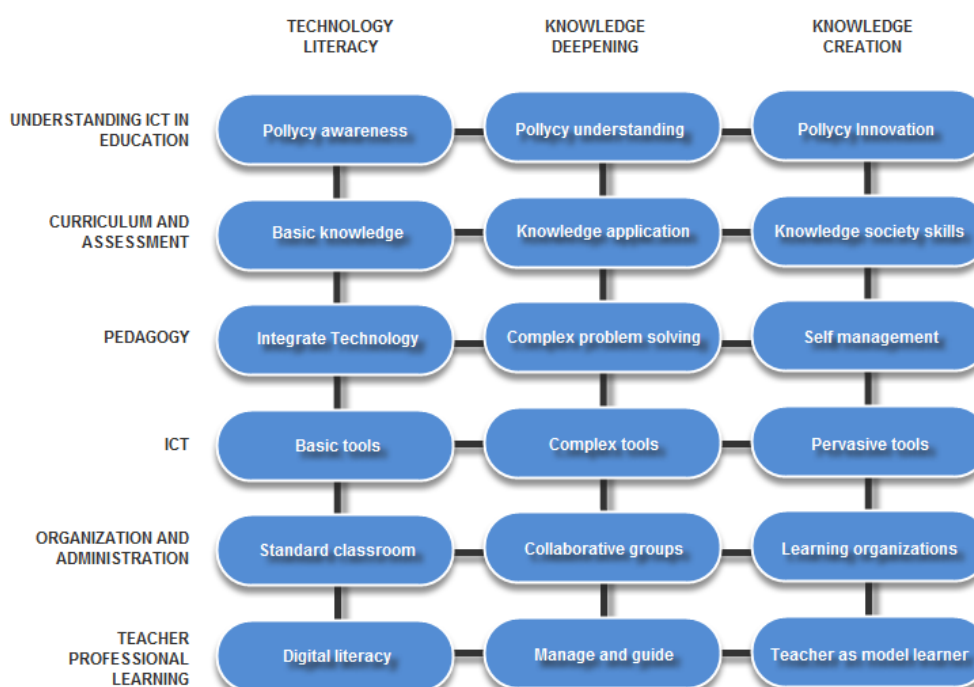 TECHNOLOGY
LITERACY
KNOWLEDGE
DEEPENING
KNOWLEDGE
CREATION
UNDERSTANDING ICT IN
EDUCATION
Pollycy awareness
Pollycy understanding
Pollycy Innovation
CURRICULUM AND
ASSESSMENT
Basic knowledge
Knowledge application
Knowledge society skills
PEDAGOGY
Integrate Technology
Complex problem solving
Self management
ICT
Basic tools
Complex tools
Pervasive tools
ORGANIZATION AND
ADMINISTRATION
Standard classroom
Collaborative groups
Learning organizations
TEACHER
PROFESSIONAL
LEARNING
Digital literacy
Manage and guide
Teacher as model learner